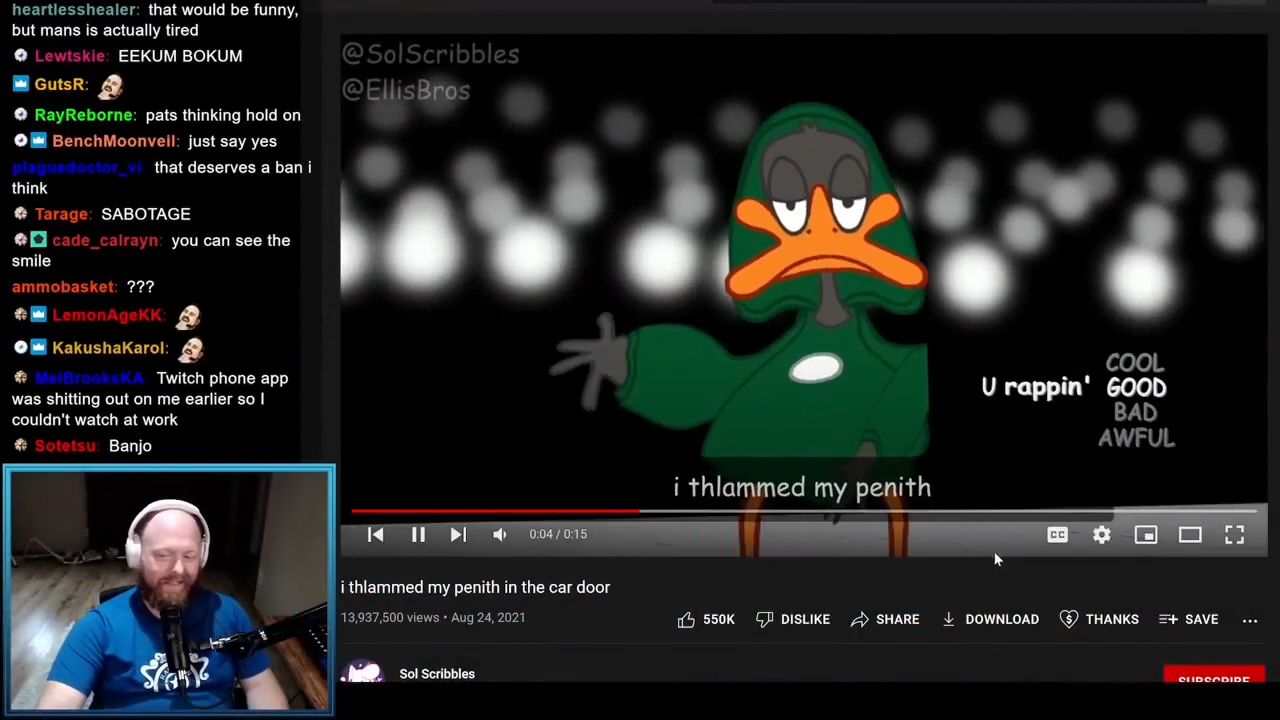 heartlesshealer: that would be funny,
but mans is actually tired
Lewtskie: EEKUM BOKUM
GutsR:
RayReborne: pats thinking hold on
BenchMoonveil: just say yes
plaguedoctor_vi that deserves a ban i
think
Tarage: SABOTAGE
cade_calrayn: you can see the
smile
ammobasket: ???
LemonAgeKK:
KakushaKarol:
MelBrooksKA Twitch phone app
was shitting out on me earlier so I
couldn't watch at work
Sotetsu: Banjo
@SolScribbles
@EllisBros
COOL
U rappin' GOOD
BAD
AWFUL
i thlammed my penith
0:04 / 0:15
CC
i thlammed my penith in the car door
13,937,500 views • Aug 24, 2021
550K DISLIKE SHARE DOWNLOAD THANKS SAVE
Sol Scribbles
SUBSCRIBE